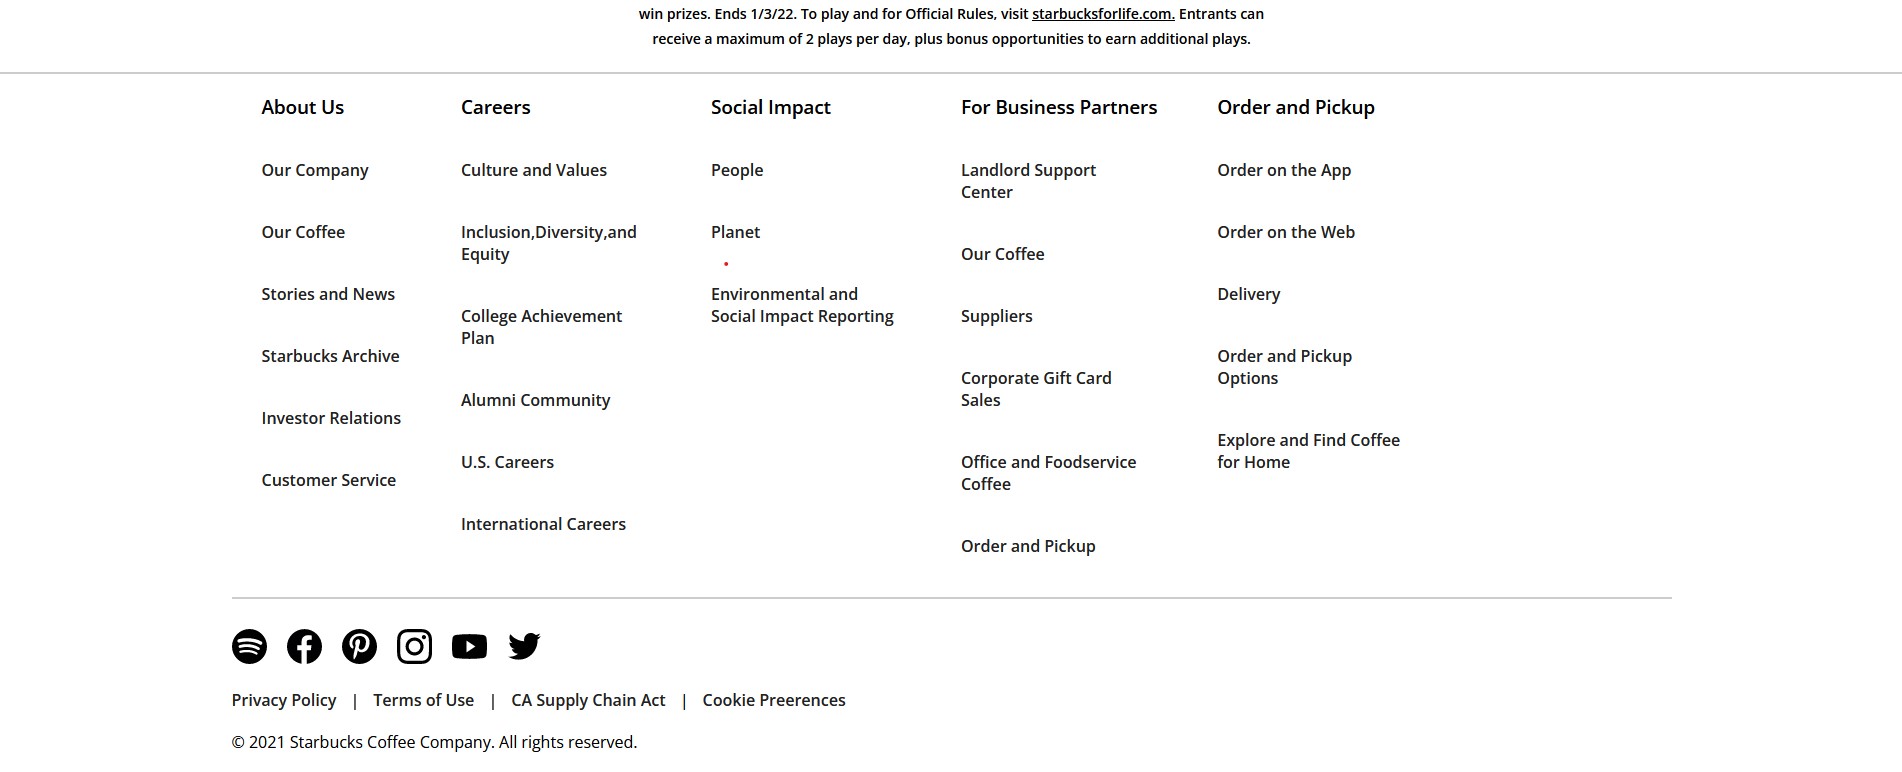 win prizes. Ends 1/3/22. To play and for Official Rules, visit starbucksforlife.com. Entrants can
receive a maximum of 2 plays per day, plus bonus opportunities to earn additional plays.
About Us
Our Company
Our Coffee
Stories and News
Starbucks Archive
Investor Relations
Customer Service
Careers
Culture and Values
Inclusion,Diversity,and
Equity
College Achievement
Plan
Alumni Community
U.S. Careers
International Careers
Social Impact
People
Planet
Environmental and
Social Impact Reporting
For Business Partners
Landlord Support
Center
Our Coffee
Suppliers
Corporate Gift Card
Sales
Office and Foodservice
Coffee
Order and Pickup
Order and Pickup
Order on the App
Order on the Web
Delivery
Order and Pickup
Options
Explore and Find Coffee
for Home
Privacy Policy | Terms of Use | CA Supply Chain Act | Cookie Preerences
© 2021 Starbucks Coffee Company. All rights reserved.